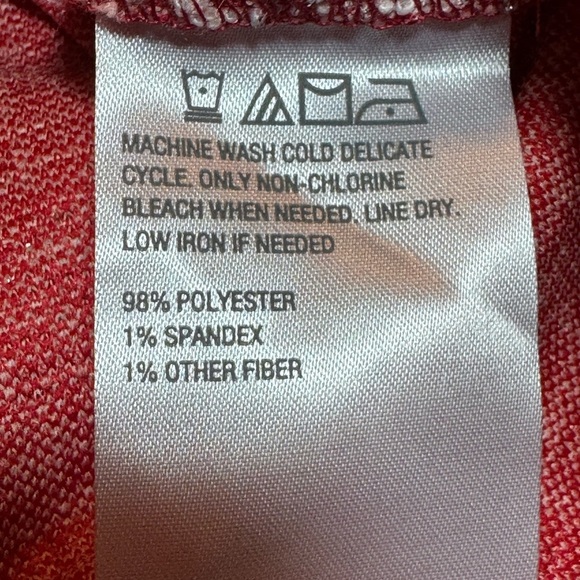 MACHINE WASH COLD DELICATE
CYCLE. ONLY NON-CHLORINE
BLEACH WHEN NEEDED. LINE DRY.
LOW IRON IF NEEDED
98% POLYESTER
1% SPANDEX
1% OTHER FIBER